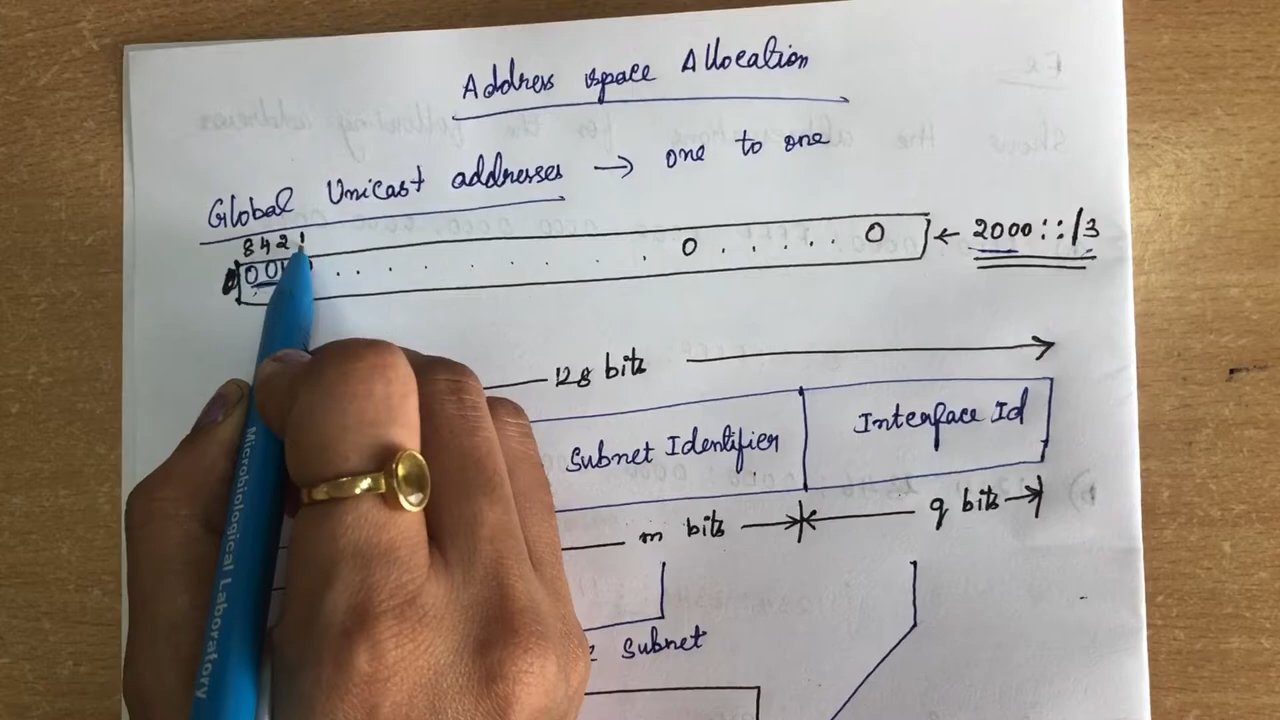 Address space Allocation
Global Unicast addresses → one to one
8 4 2 1
0 0 1 . . . . . . . . . 0 . . . . . . 0 ← 2000::/3
128 bits
Subnet Identifier Interface Id
m bits q bits
Subnet
Microbiological Laboratory